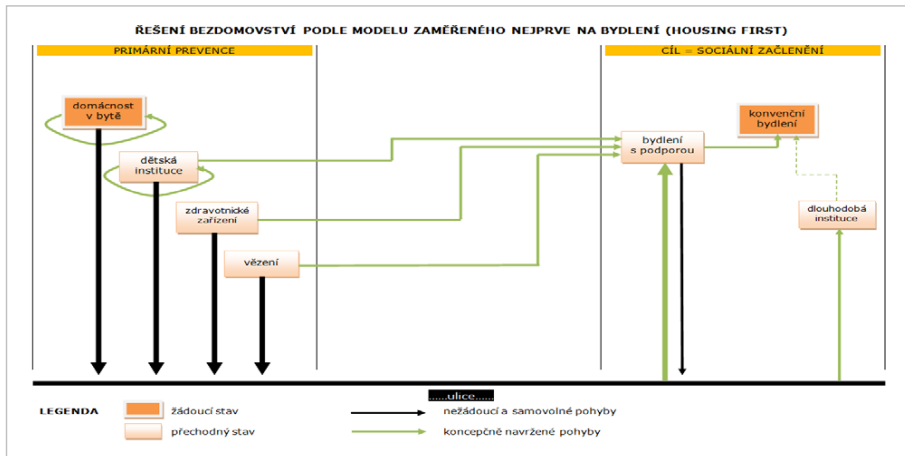 ŘEŠENÍ BEZDOMOVSTVÍ PODLE MODELU ZAMĚŘENÉHO NEJPRVE NA BYDLENÍ (HOUSING FIRST)
PRIMÁRNÍ PREVENCE
CÍL = SOCIÁLNÍ ZAČLENĚNÍ
domácnost
v bytě
konvenční
bydlení
bydlení
s podporou
dětská
instituce
zdravotnické
zařízení
dlouhodobá
instituce
vězení
......ulice......
LEGENDA
žádoucí stav
nežádoucí a samovolné pohyby
přechodný stav
koncepčně navržené pohyby